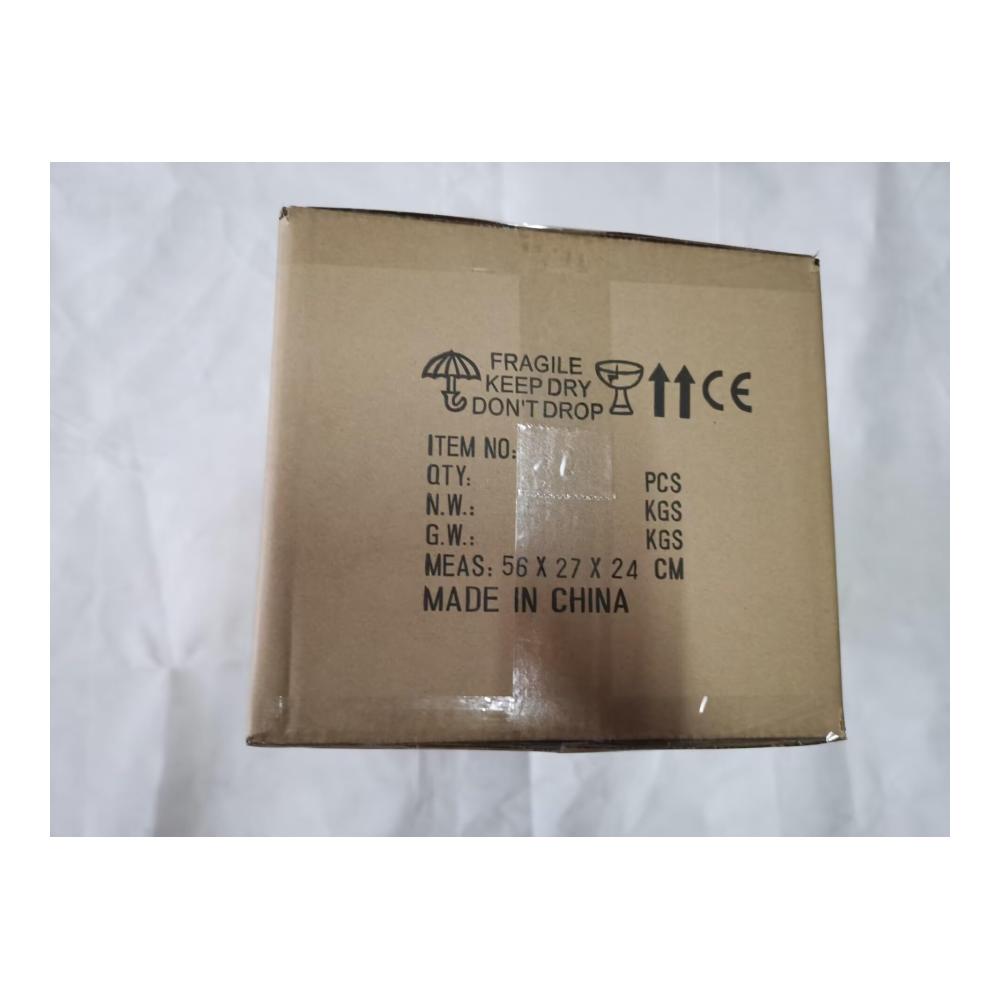 FRAGILE
KEEP DRY
DON'T DROP
CE
ITEM NO:
QTY: PCS
N.W.: KGS
G.W.: KGS
MEAS: 56 X 27 X 24 CM
MADE IN CHINA